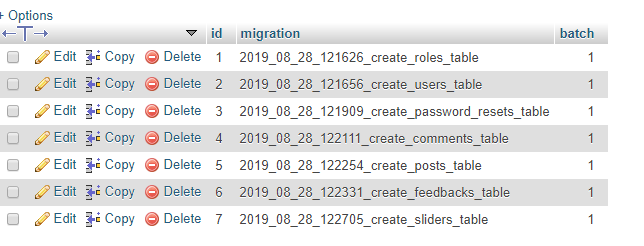 + Options
←T→ ▼ id migration batch
Edit Copy Delete 1 2019_08_28_121626_create_roles_table 1
Edit Copy Delete 2 2019_08_28_121656_create_users_table 1
Edit Copy Delete 3 2019_08_28_121909_create_password_resets_table 1
Edit Copy Delete 4 2019_08_28_122111_create_comments_table 1
Edit Copy Delete 5 2019_08_28_122254_create_posts_table 1
Edit Copy Delete 6 2019_08_28_122331_create_feedbacks_table 1
Edit Copy Delete 7 2019_08_28_122705_create_sliders_table 1